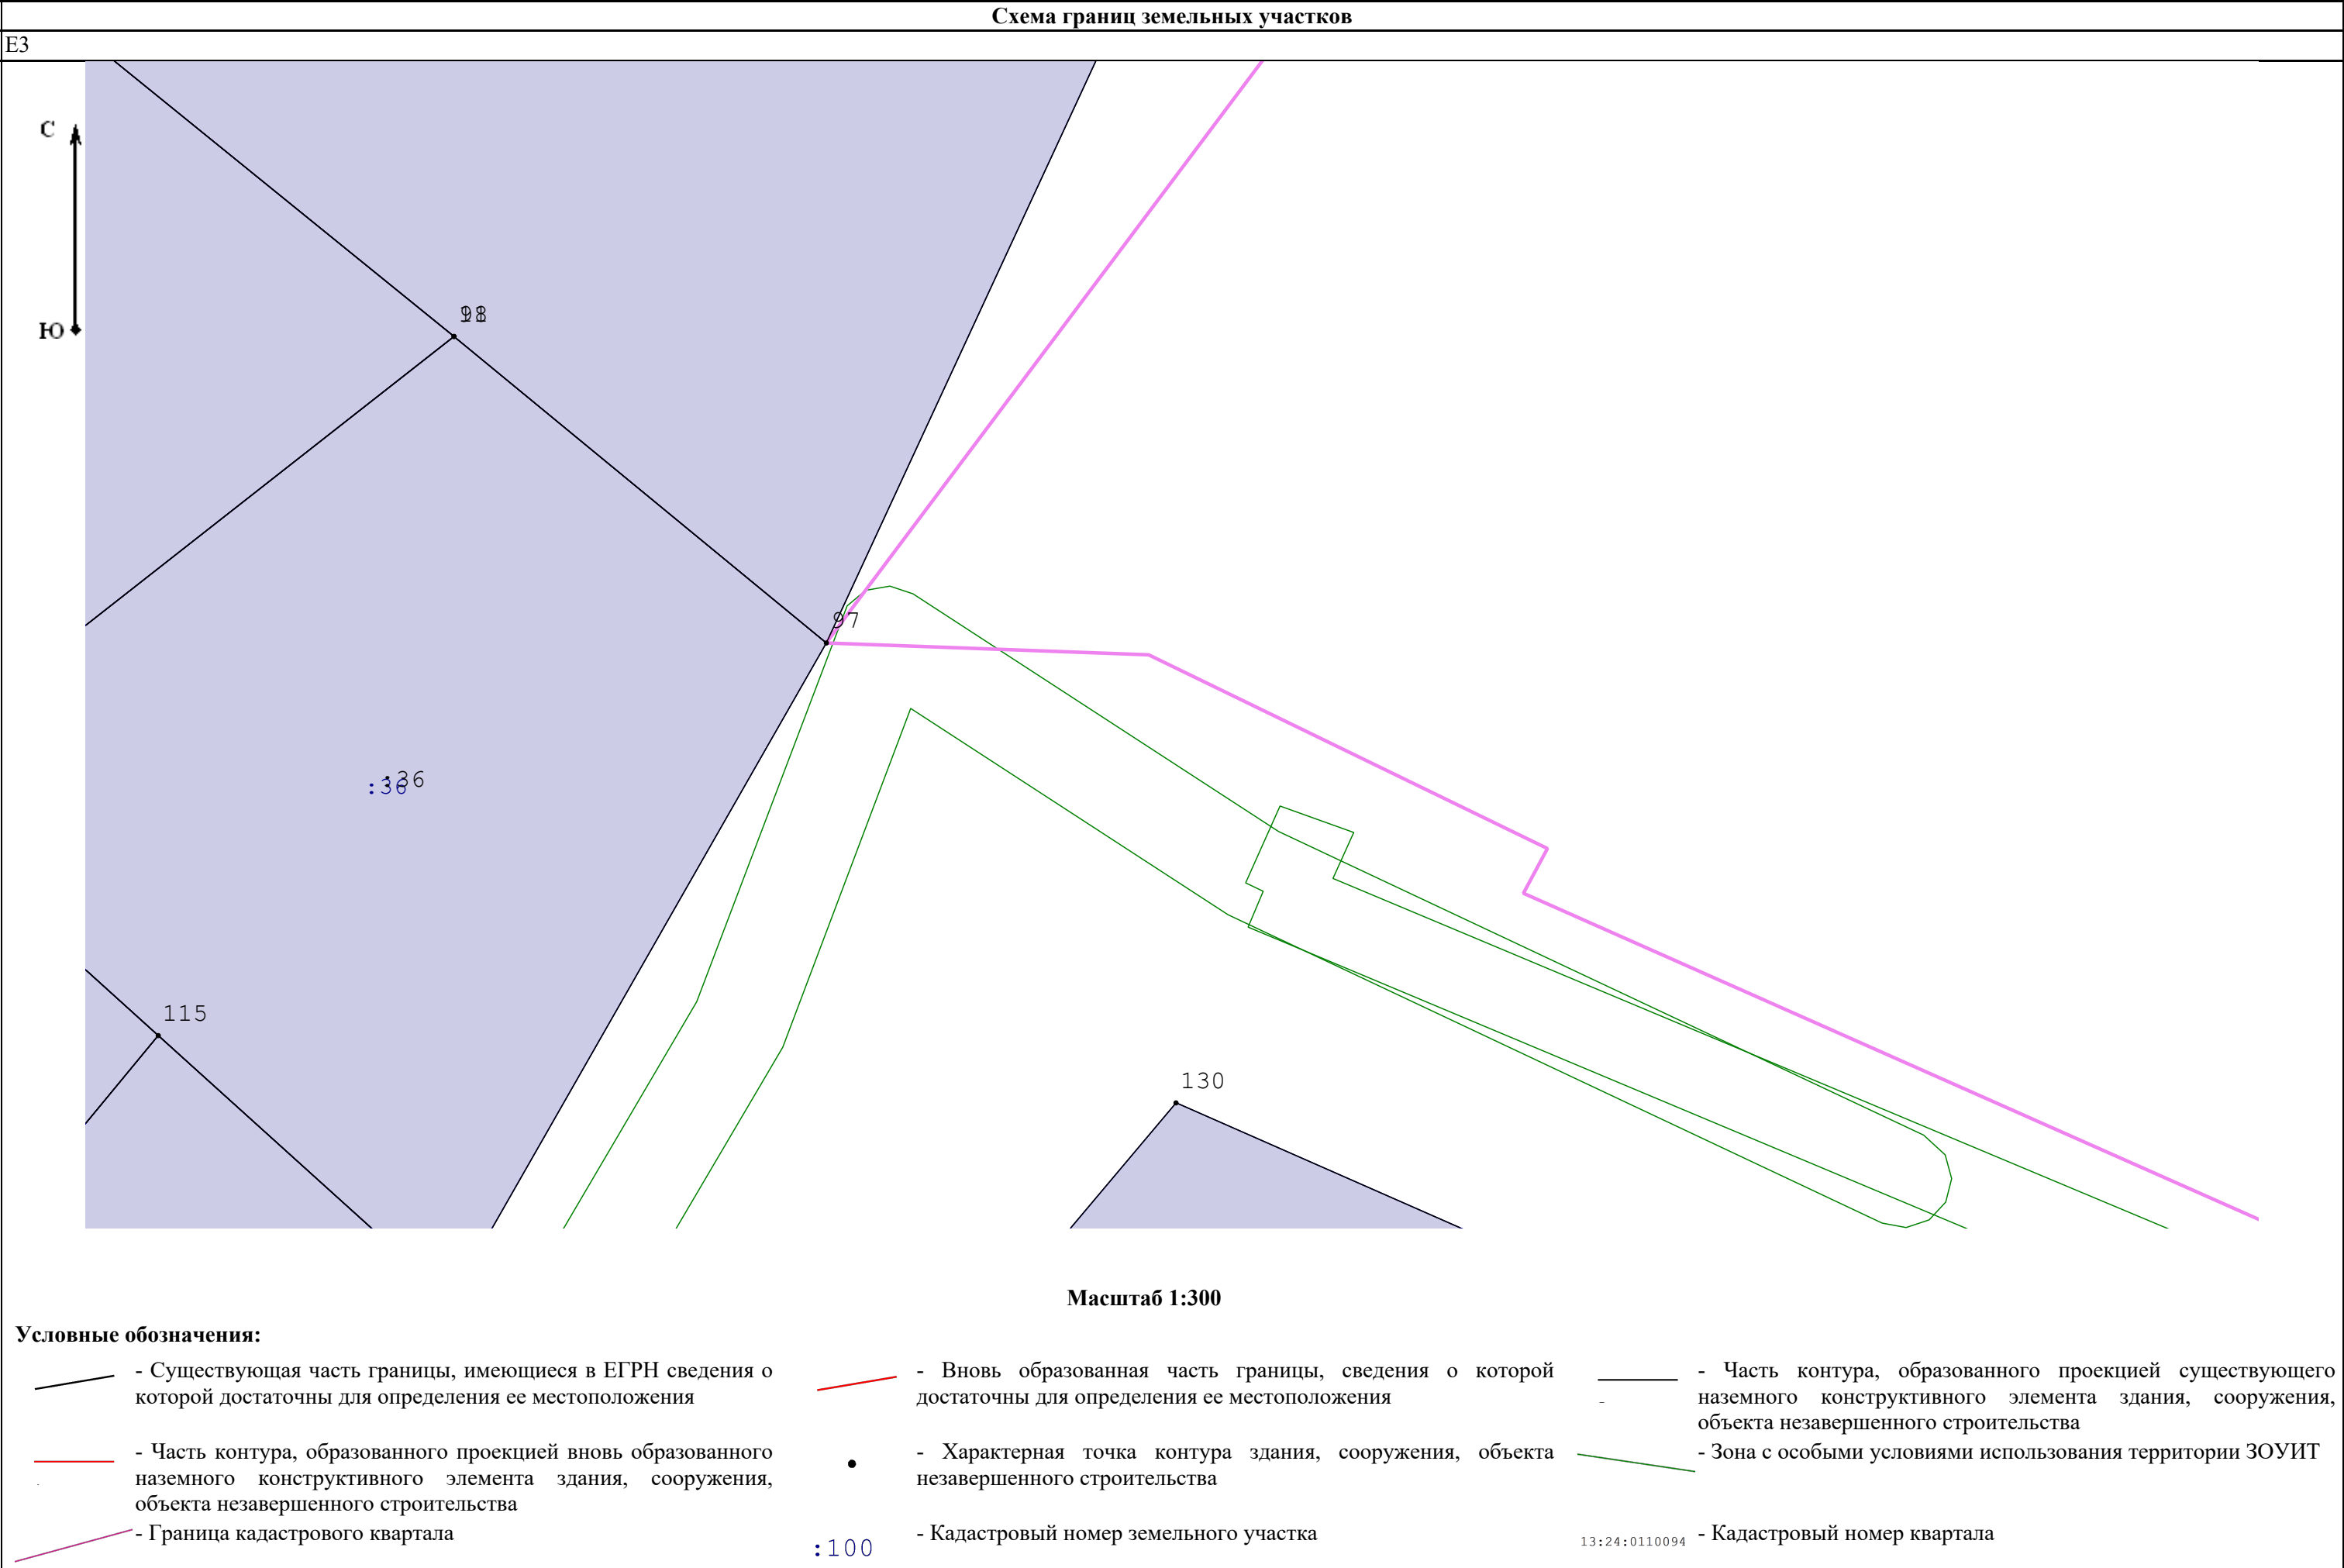 Схема границ земельных участков
Е3
С
Ю
97
:36
:36
115
130
Масштаб 1:300
Условные обозначения:
- Существующая часть границы, имеющиеся в ЕГРН сведения о
которой достаточны для определения ее местоположения
- Вновь образованная часть границы, сведения о которой
достаточны для определения ее местоположения
- Часть контура, образованного проекцией существующего
наземного конструктивного элемента здания, сооружения,
объекта незавершенного строительства
- Часть контура, образованного проекцией вновь образованного
наземного конструктивного элемента здания, сооружения,
объекта незавершенного строительства
- Характерная точка контура здания, сооружения, объекта
незавершенного строительства
- Зона с особыми условиями использования территории ЗОУИТ
- Граница кадастрового квартала
:100
- Кадастровый номер земельного участка
13:24:0110094
- Кадастровый номер квартала